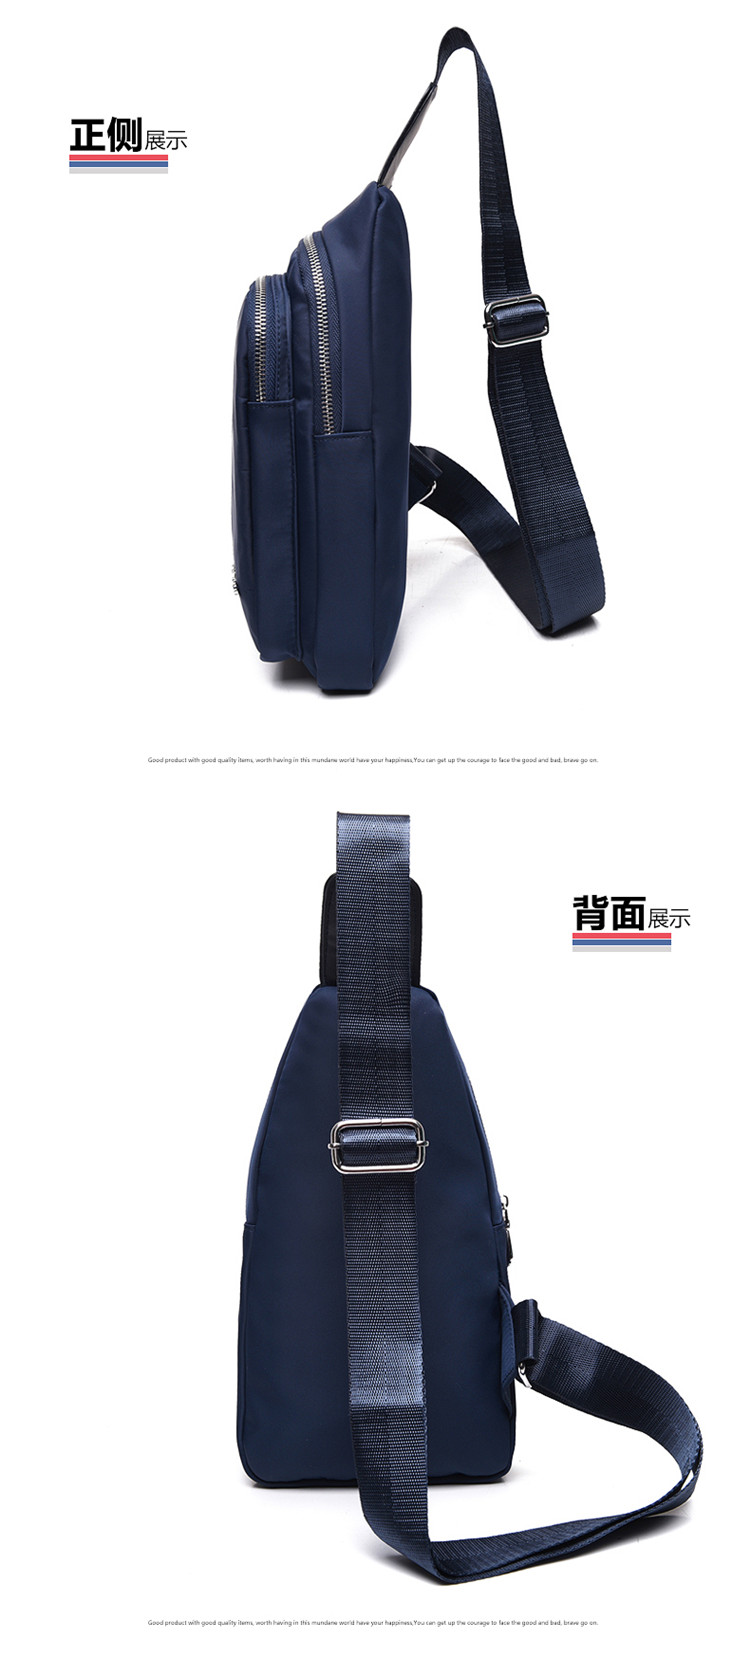 正侧展示
Good product with good quality items, worth having in this mundane world have your happiness,You can get up the courage to face the good and bad, brave go on.
背面展示
Good product with good quality items, worth having in this mundane world have your happiness,You can get up the courage to face the good and bad, brave go on.